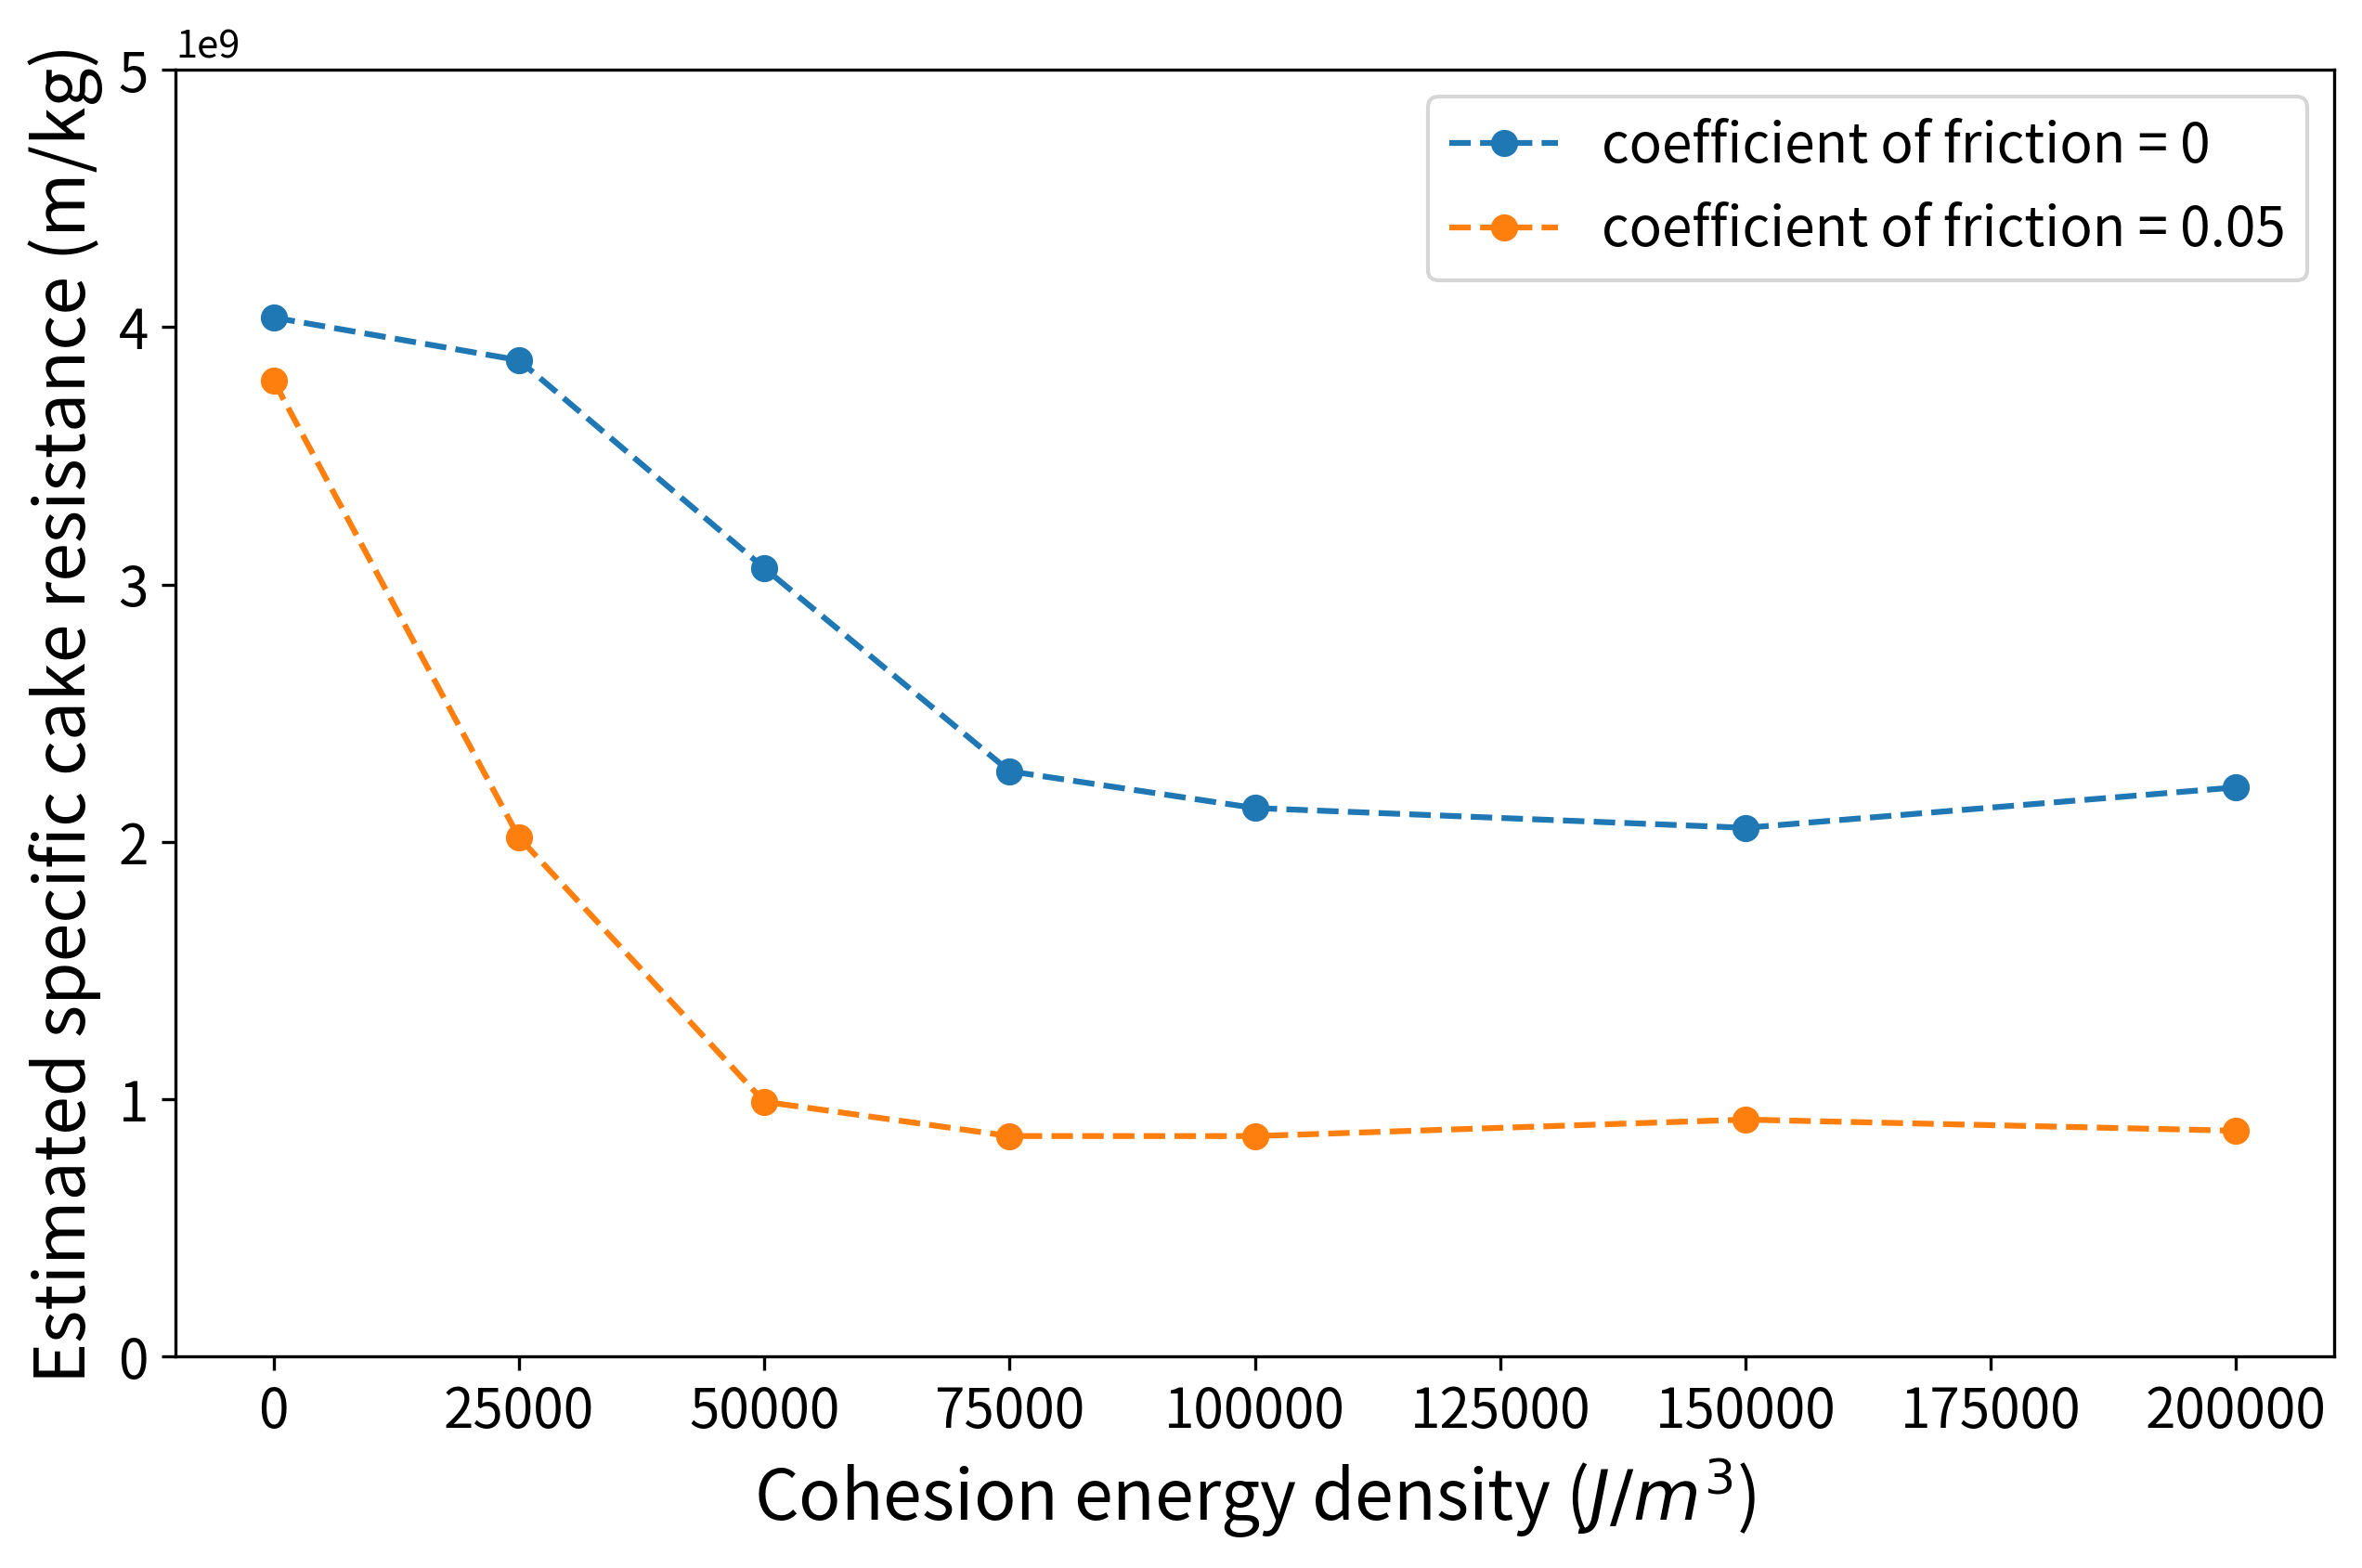 1e9
5
4
3
2
1
0
Estimated specific cake resistance (m/kg)
coefficient of friction = 0
coefficient of friction = 0.05
0 25000 50000 75000 100000 125000 150000 175000 200000
Cohesion energy density (J/m³)